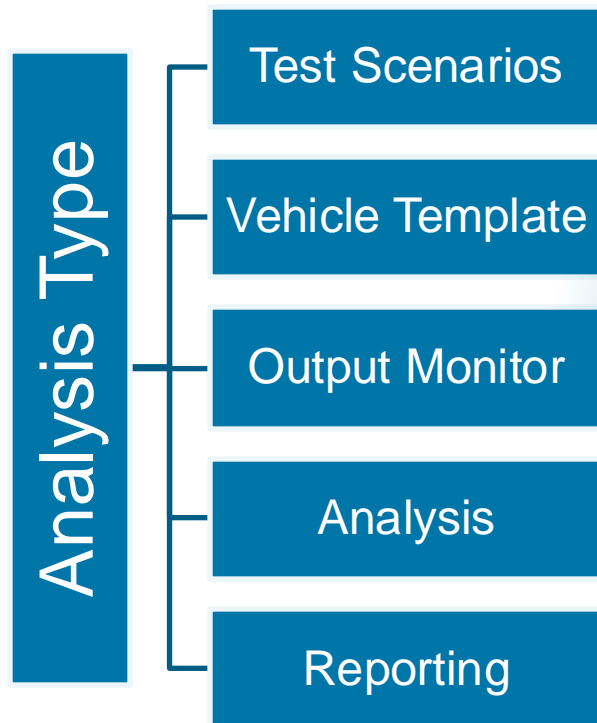 Analysis Type
Test Scenarios
Vehicle Template
Output Monitor
Analysis
Reporting